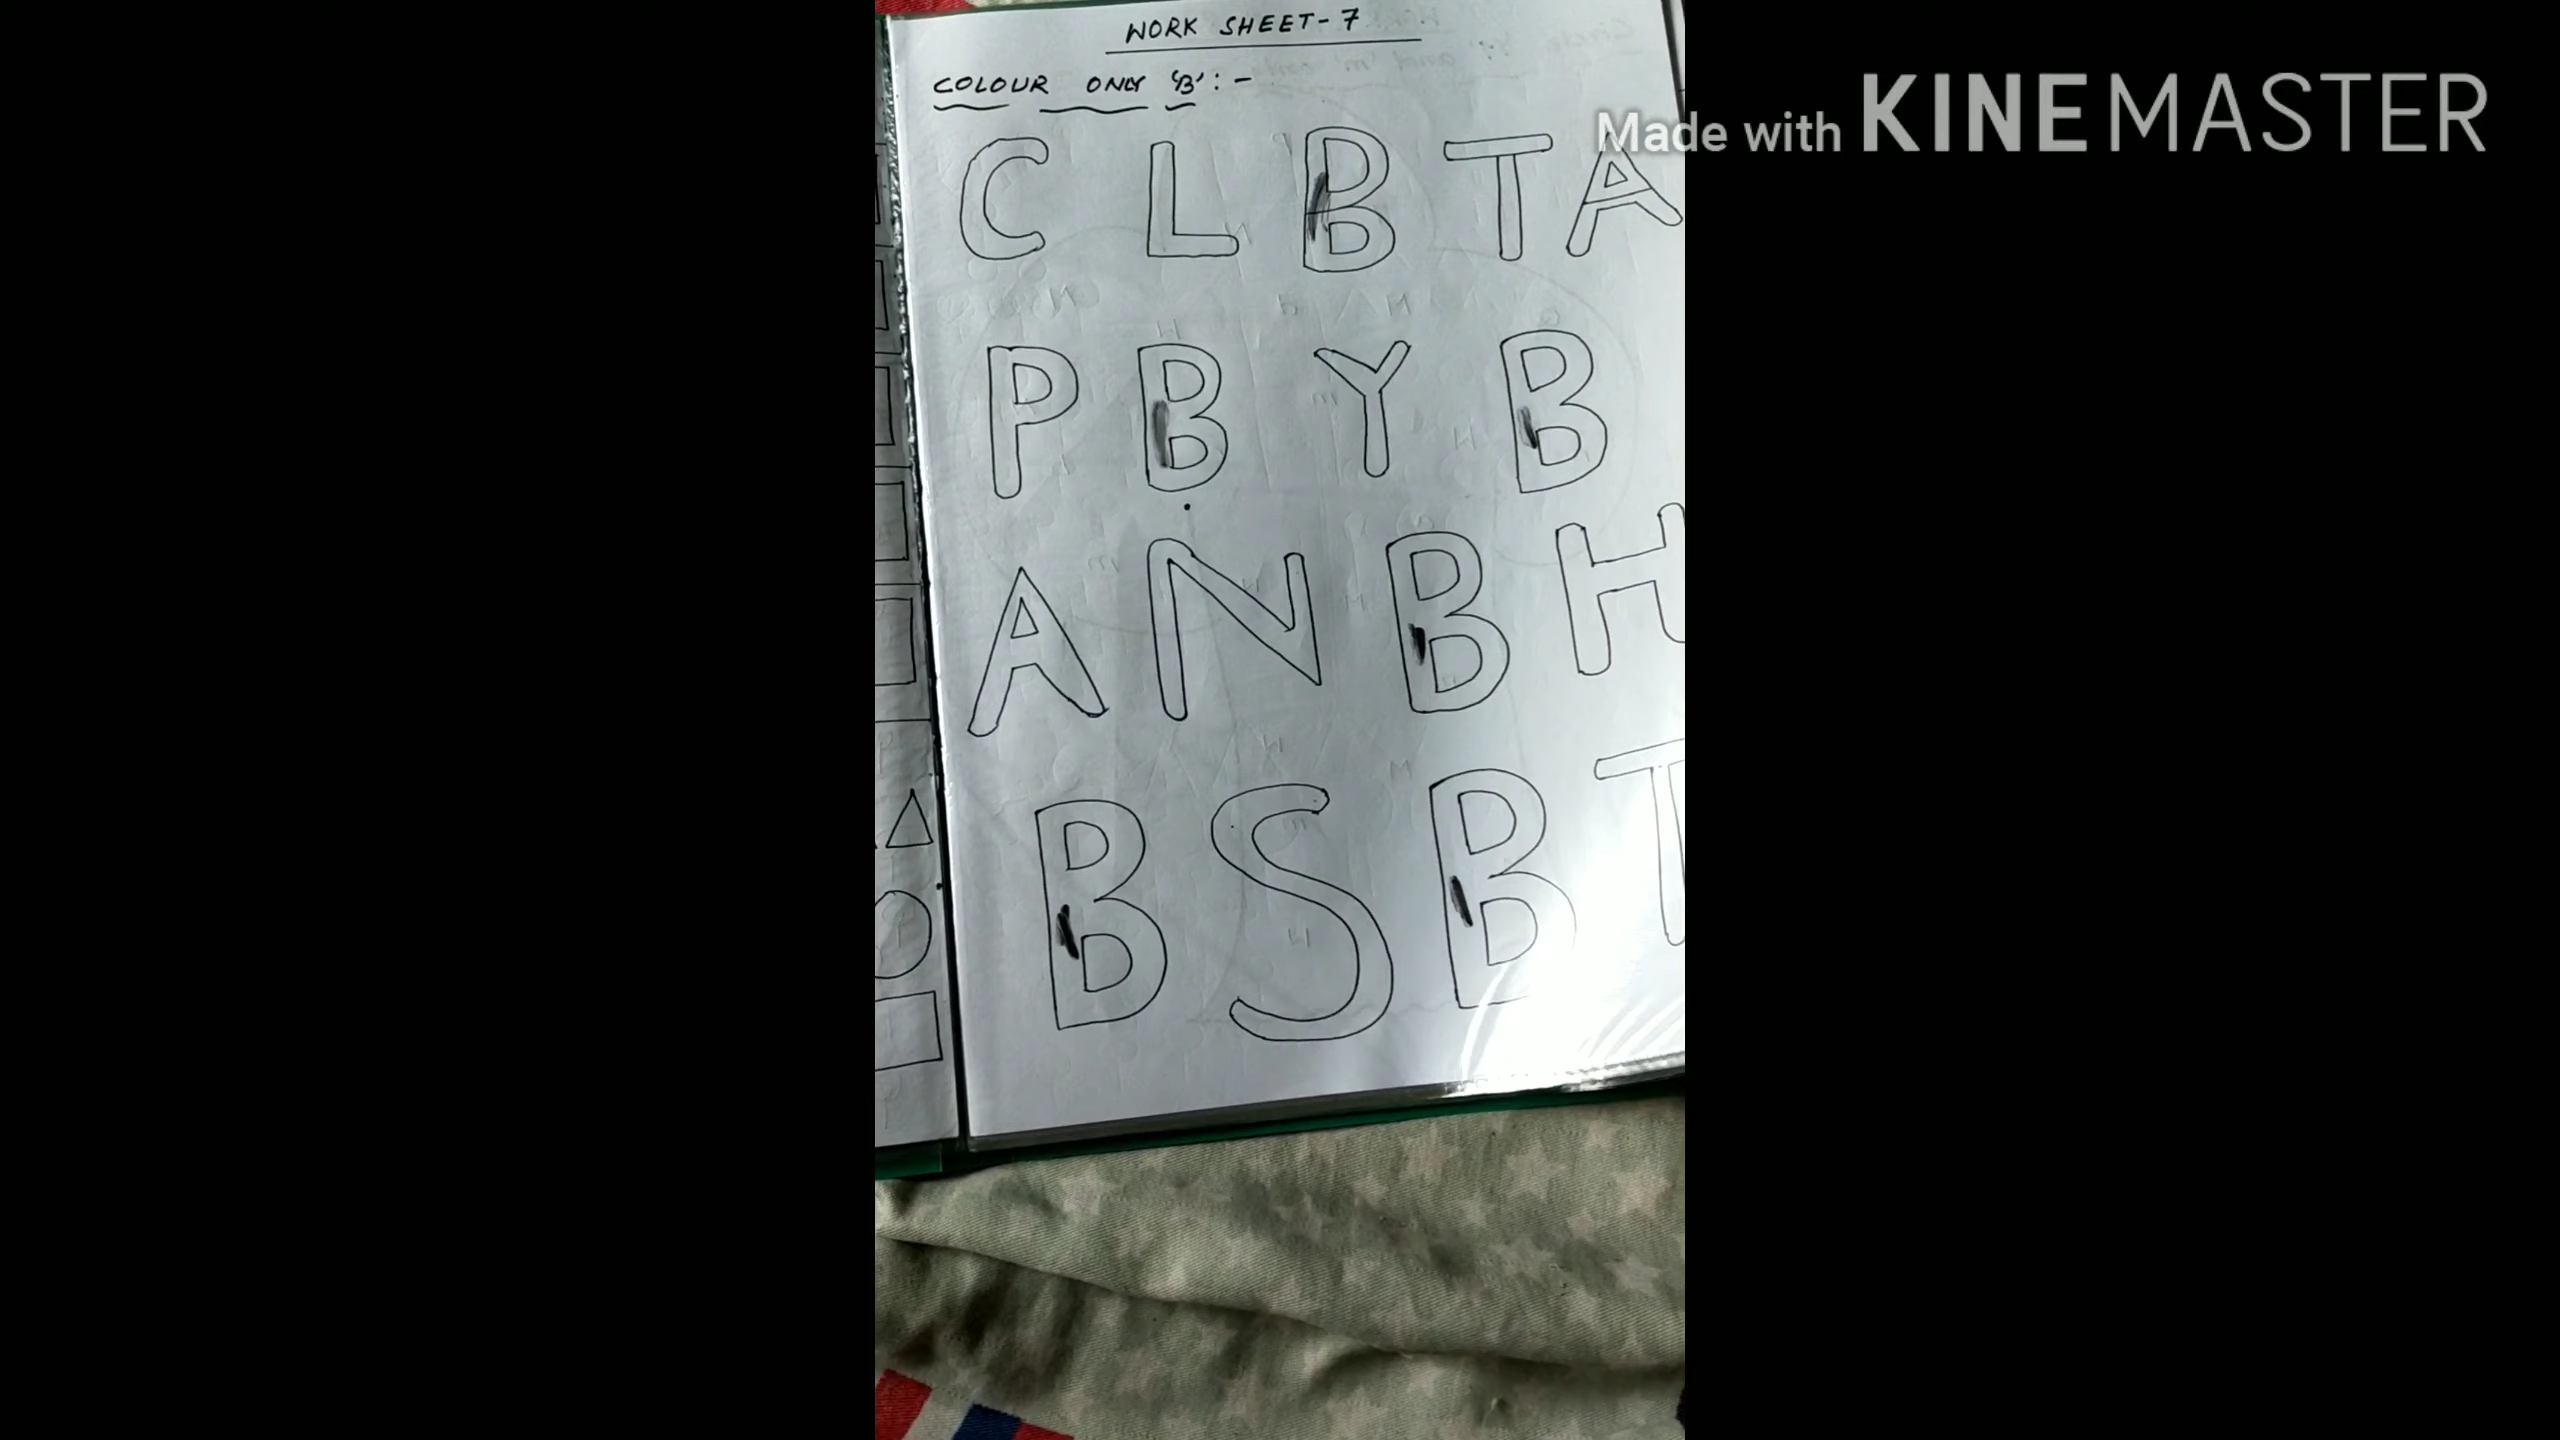 WORK SHEET-7
Made with KINEMASTER
COLOUR ONLY 'B':-
C L B T A
P B Y B
A N B H
B S B T